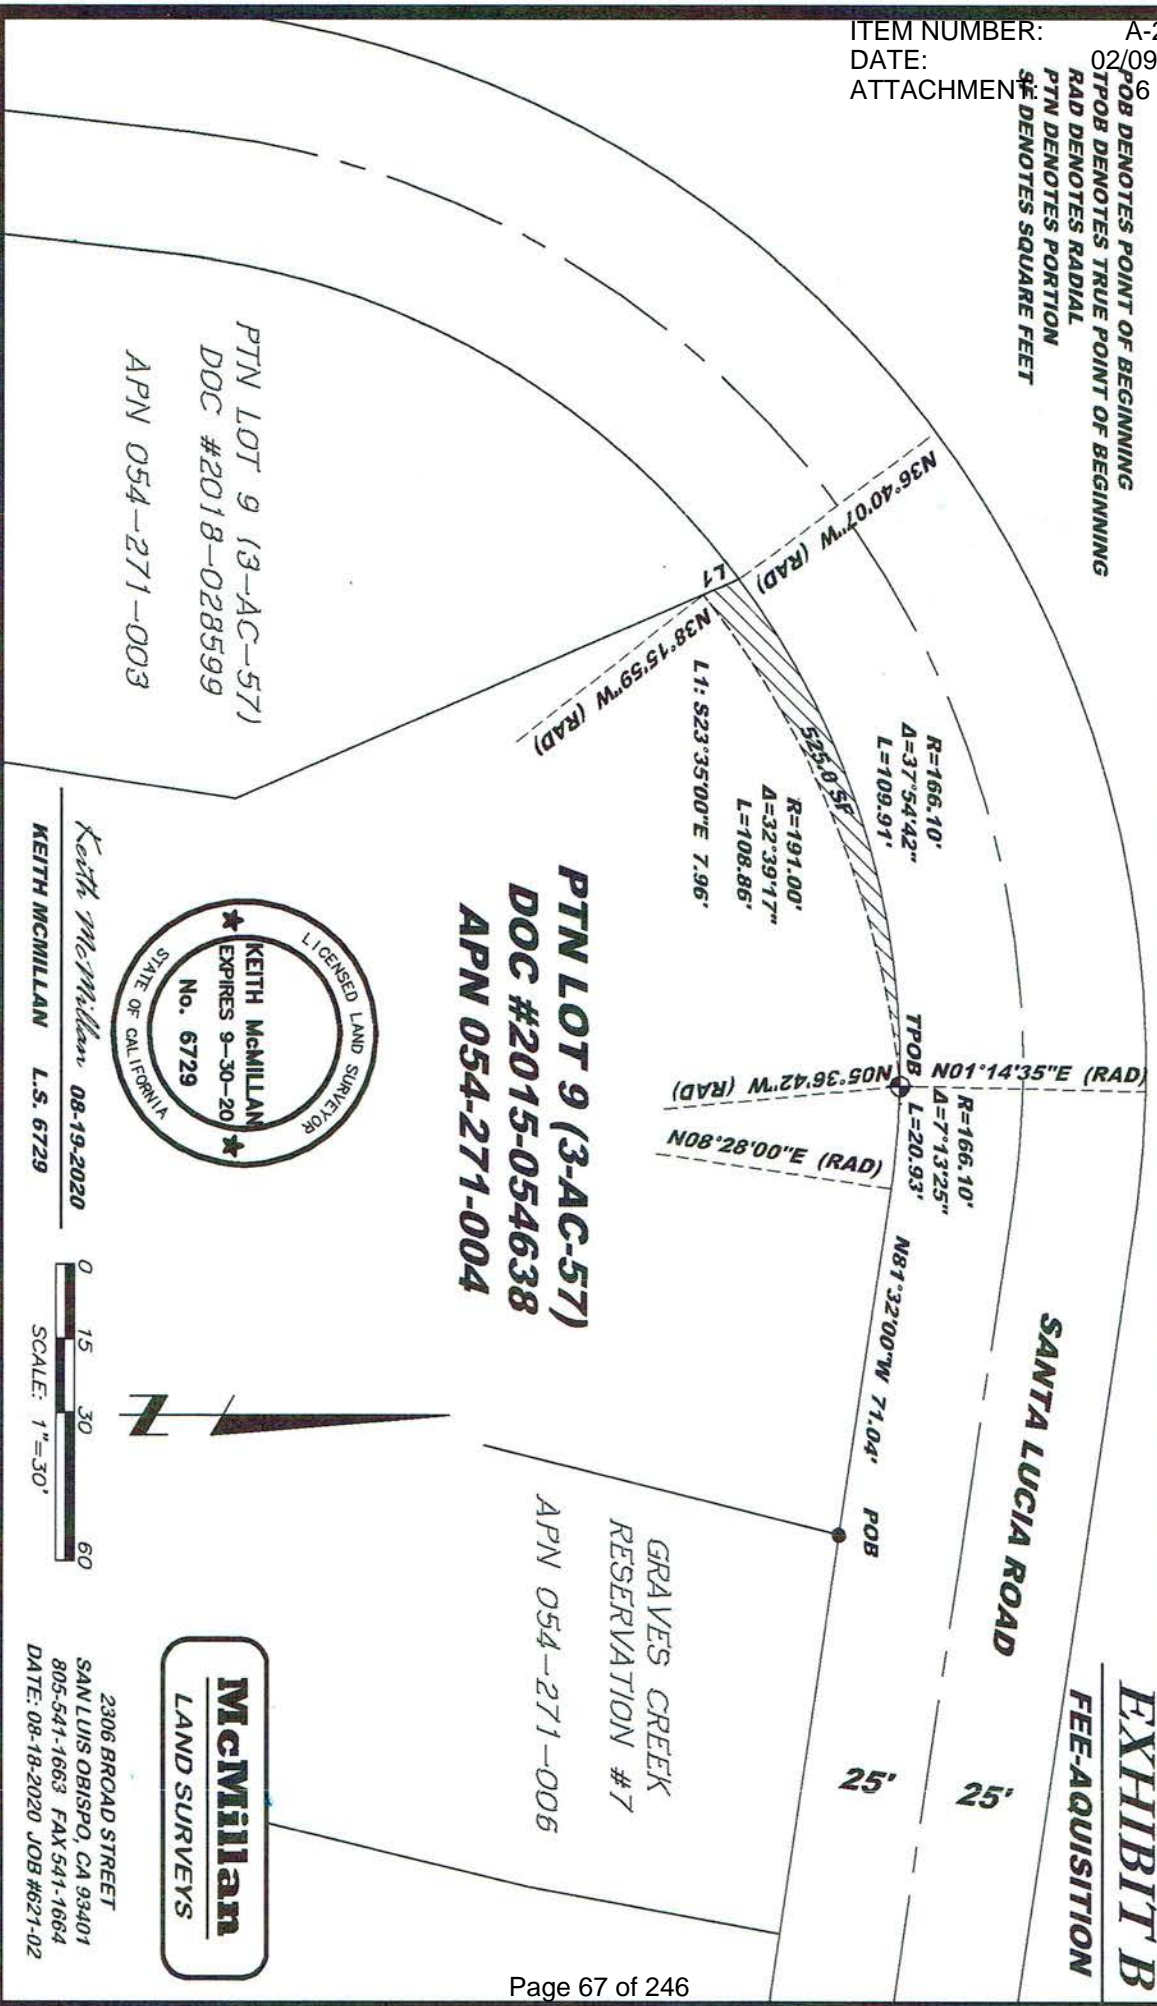 ITEM NUMBER: A-2
DATE: 02/09
ATTACHMENT: 6
POB DENOTES POINT OF BEGINNING
TPOB DENOTES TRUE POINT OF BEGINNING
RAD DENOTES RADIAL
PTN DENOTES PORTION
SF DENOTES SQUARE FEET
EXHIBIT B
FEE-AQUISITION
SANTA LUCIA ROAD
25'
25'
N36°40'07"W (RAD)
R=166.10'
Δ=37°54'42"
L=109.91'
N01°14'35"E (RAD)
R=166.10'
Δ=7°13'25"
L=20.93'
TPOB
N81°32'00"W 71.04'
POB
L1
525.0 SF
N38°15'59"W (RAD)
R=191.00'
Δ=32°39'17"
L=108.86'
L1: S23°35'00"E 7.96'
N05°36'42"W (RAD)
N08°28'00"E (RAD)
PTN LOT 9 (3-AC-57)
DOC #2018-028599
APN 054-271-003
PTN LOT 9 (3-AC-57)
DOC #2015-054638
APN 054-271-004
GRAVES CREEK
RESERVATION #7
APN 054-271-006
LICENSED LAND SURVEYOR
KEITH McMILLAN
EXPIRES 9-30-20
No. 6729
STATE OF CALIFORNIA
Keith McMillan 08-19-2020
KEITH MCMILLAN L.S. 6729
N
0 15 30 60
SCALE: 1"=30'
McMillan
LAND SURVEYS
2306 BROAD STREET
SAN LUIS OBISPO, CA 93401
805-541-1663 FAX 541-1664
DATE: 08-18-2020 JOB #621-02
Page 67 of 246